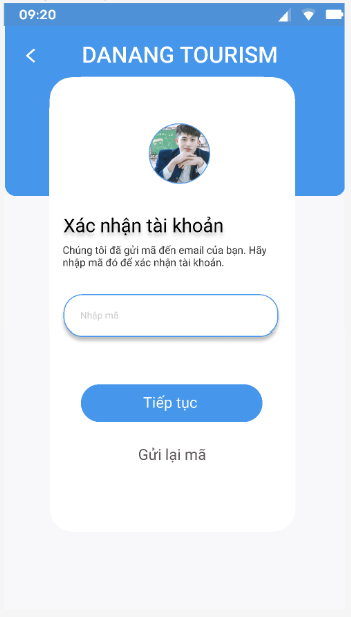 09:20
DANANG TOURISM
Xác nhận tài khoản
Chúng tôi đã gửi mã đến email của bạn. Hãy
nhập mã đó để xác nhận tài khoản.
Nhập mã
Tiếp tục
Gửi lại mã